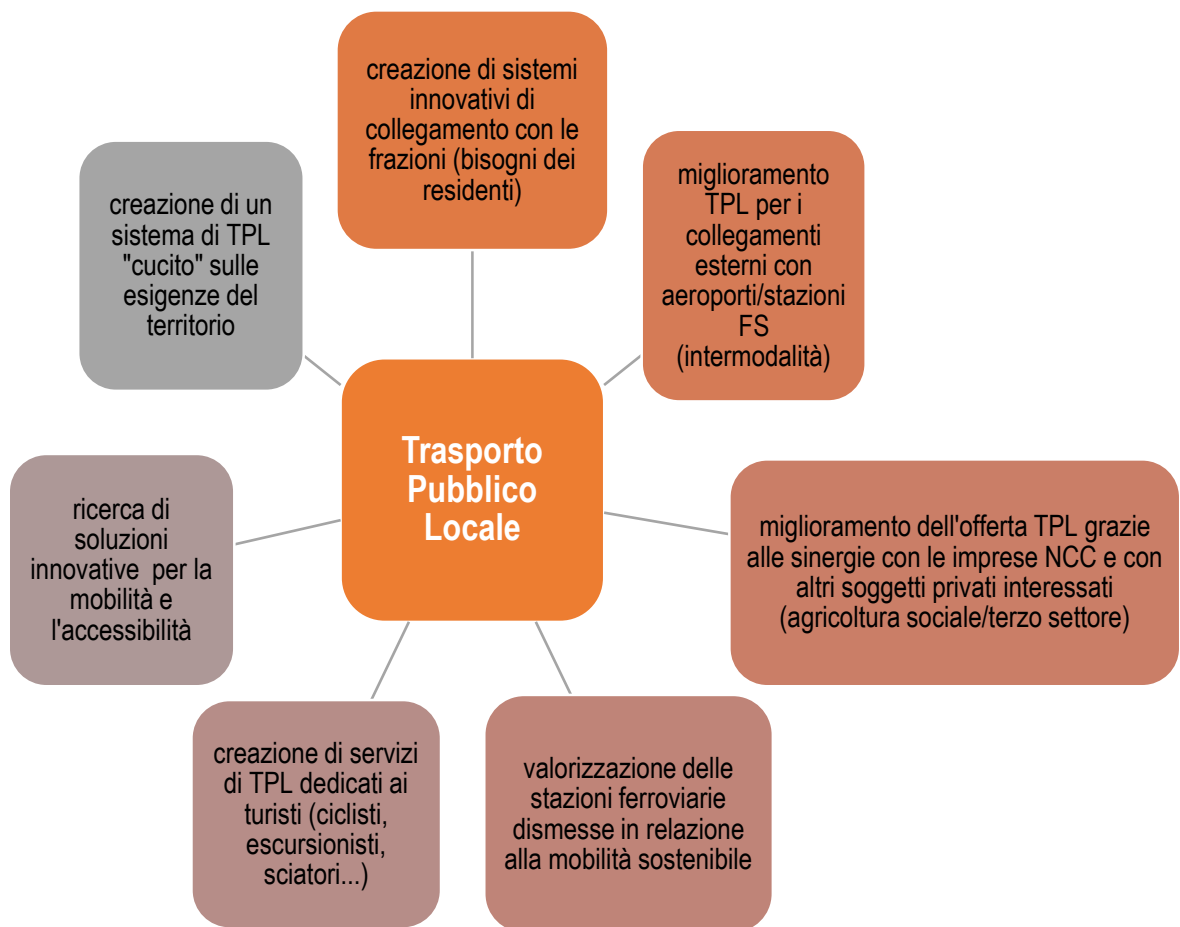 creazione di sistemi
innovativi di
collegamento con le
frazioni (bisogni dei
residenti)
miglioramento
TPL per i
collegamenti
esterni con
aeroporti/stazioni
FS
(intermodalità)
miglioramento dell'offerta TPL grazie
alle sinergie con le imprese NCC e con
altri soggetti privati interessati
(agricoltura sociale/terzo settore)
valorizzazione delle
stazioni ferroviarie
dismesse in relazione
alla mobilità sostenibile
creazione di servizi
di TPL dedicati ai
turisti (ciclisti,
escursionisti,
sciatori...)
ricerca di
soluzioni
innovative per la
mobilità e
l'accessibilità
creazione di un
sistema di TPL
"cucito" sulle
esigenze del
territorio
Trasporto
Pubblico
Locale